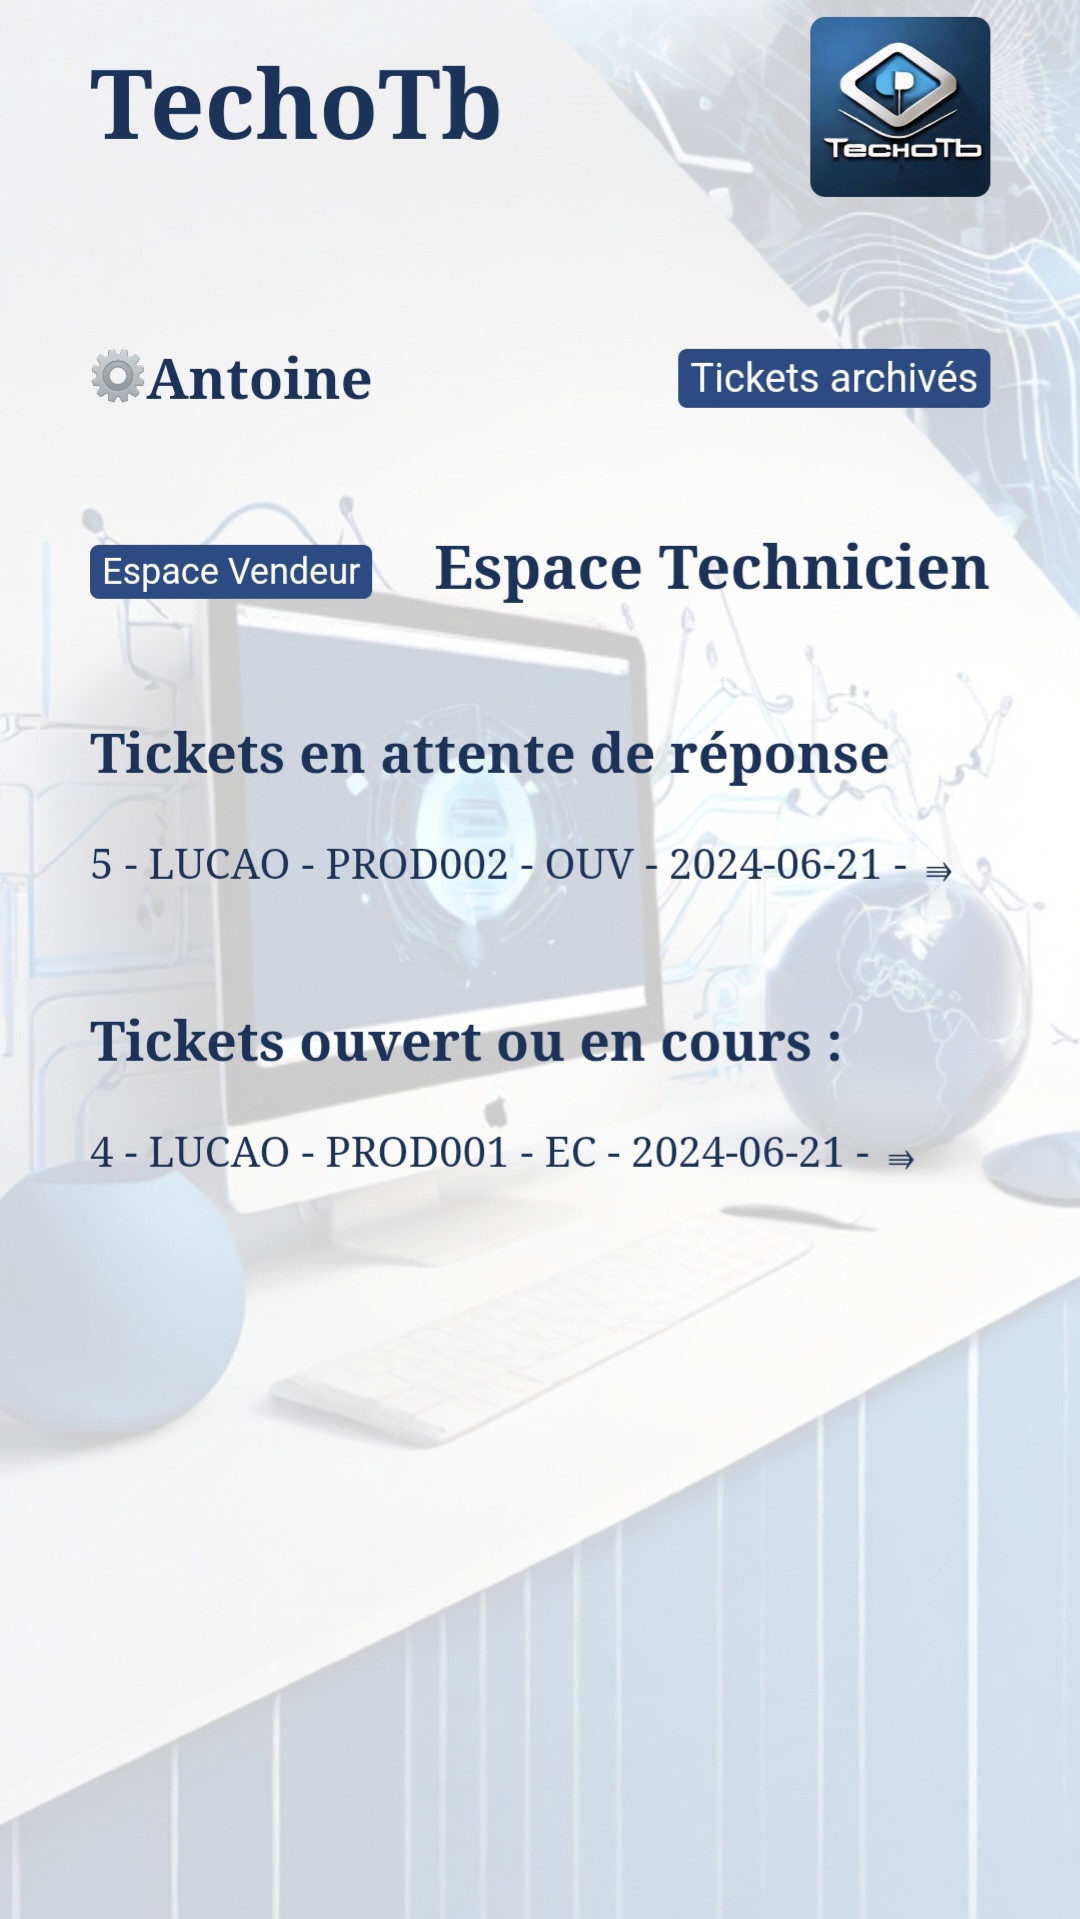 TechoTb
TECHOTb
Antoine
Tickets archivés
Espace Vendeur
Espace Technicien
Tickets en attente de réponse
5 - LUCAO - PROD002 - OUV - 2024-06-21 - ⇛
Tickets ouvert ou en cours :
4 - LUCAO - PROD001 - EC - 2024-06-21 - ⇛